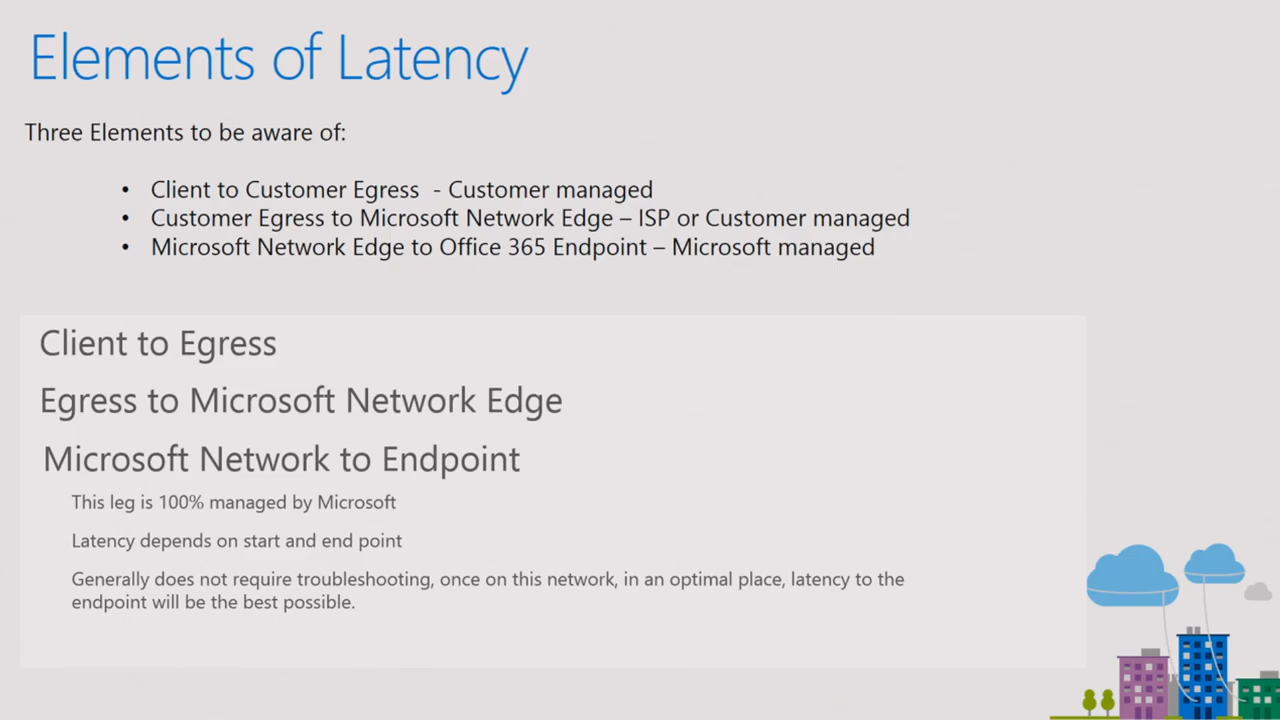 Elements of Latency
Three Elements to be aware of:
• Client to Customer Egress - Customer managed
• Customer Egress to Microsoft Network Edge – ISP or Customer managed
• Microsoft Network Edge to Office 365 Endpoint – Microsoft managed
Client to Egress
Egress to Microsoft Network Edge
Microsoft Network to Endpoint
This leg is 100% managed by Microsoft
Latency depends on start and end point
Generally does not require troubleshooting, once on this network, in an optimal place, latency to the
endpoint will be the best possible.